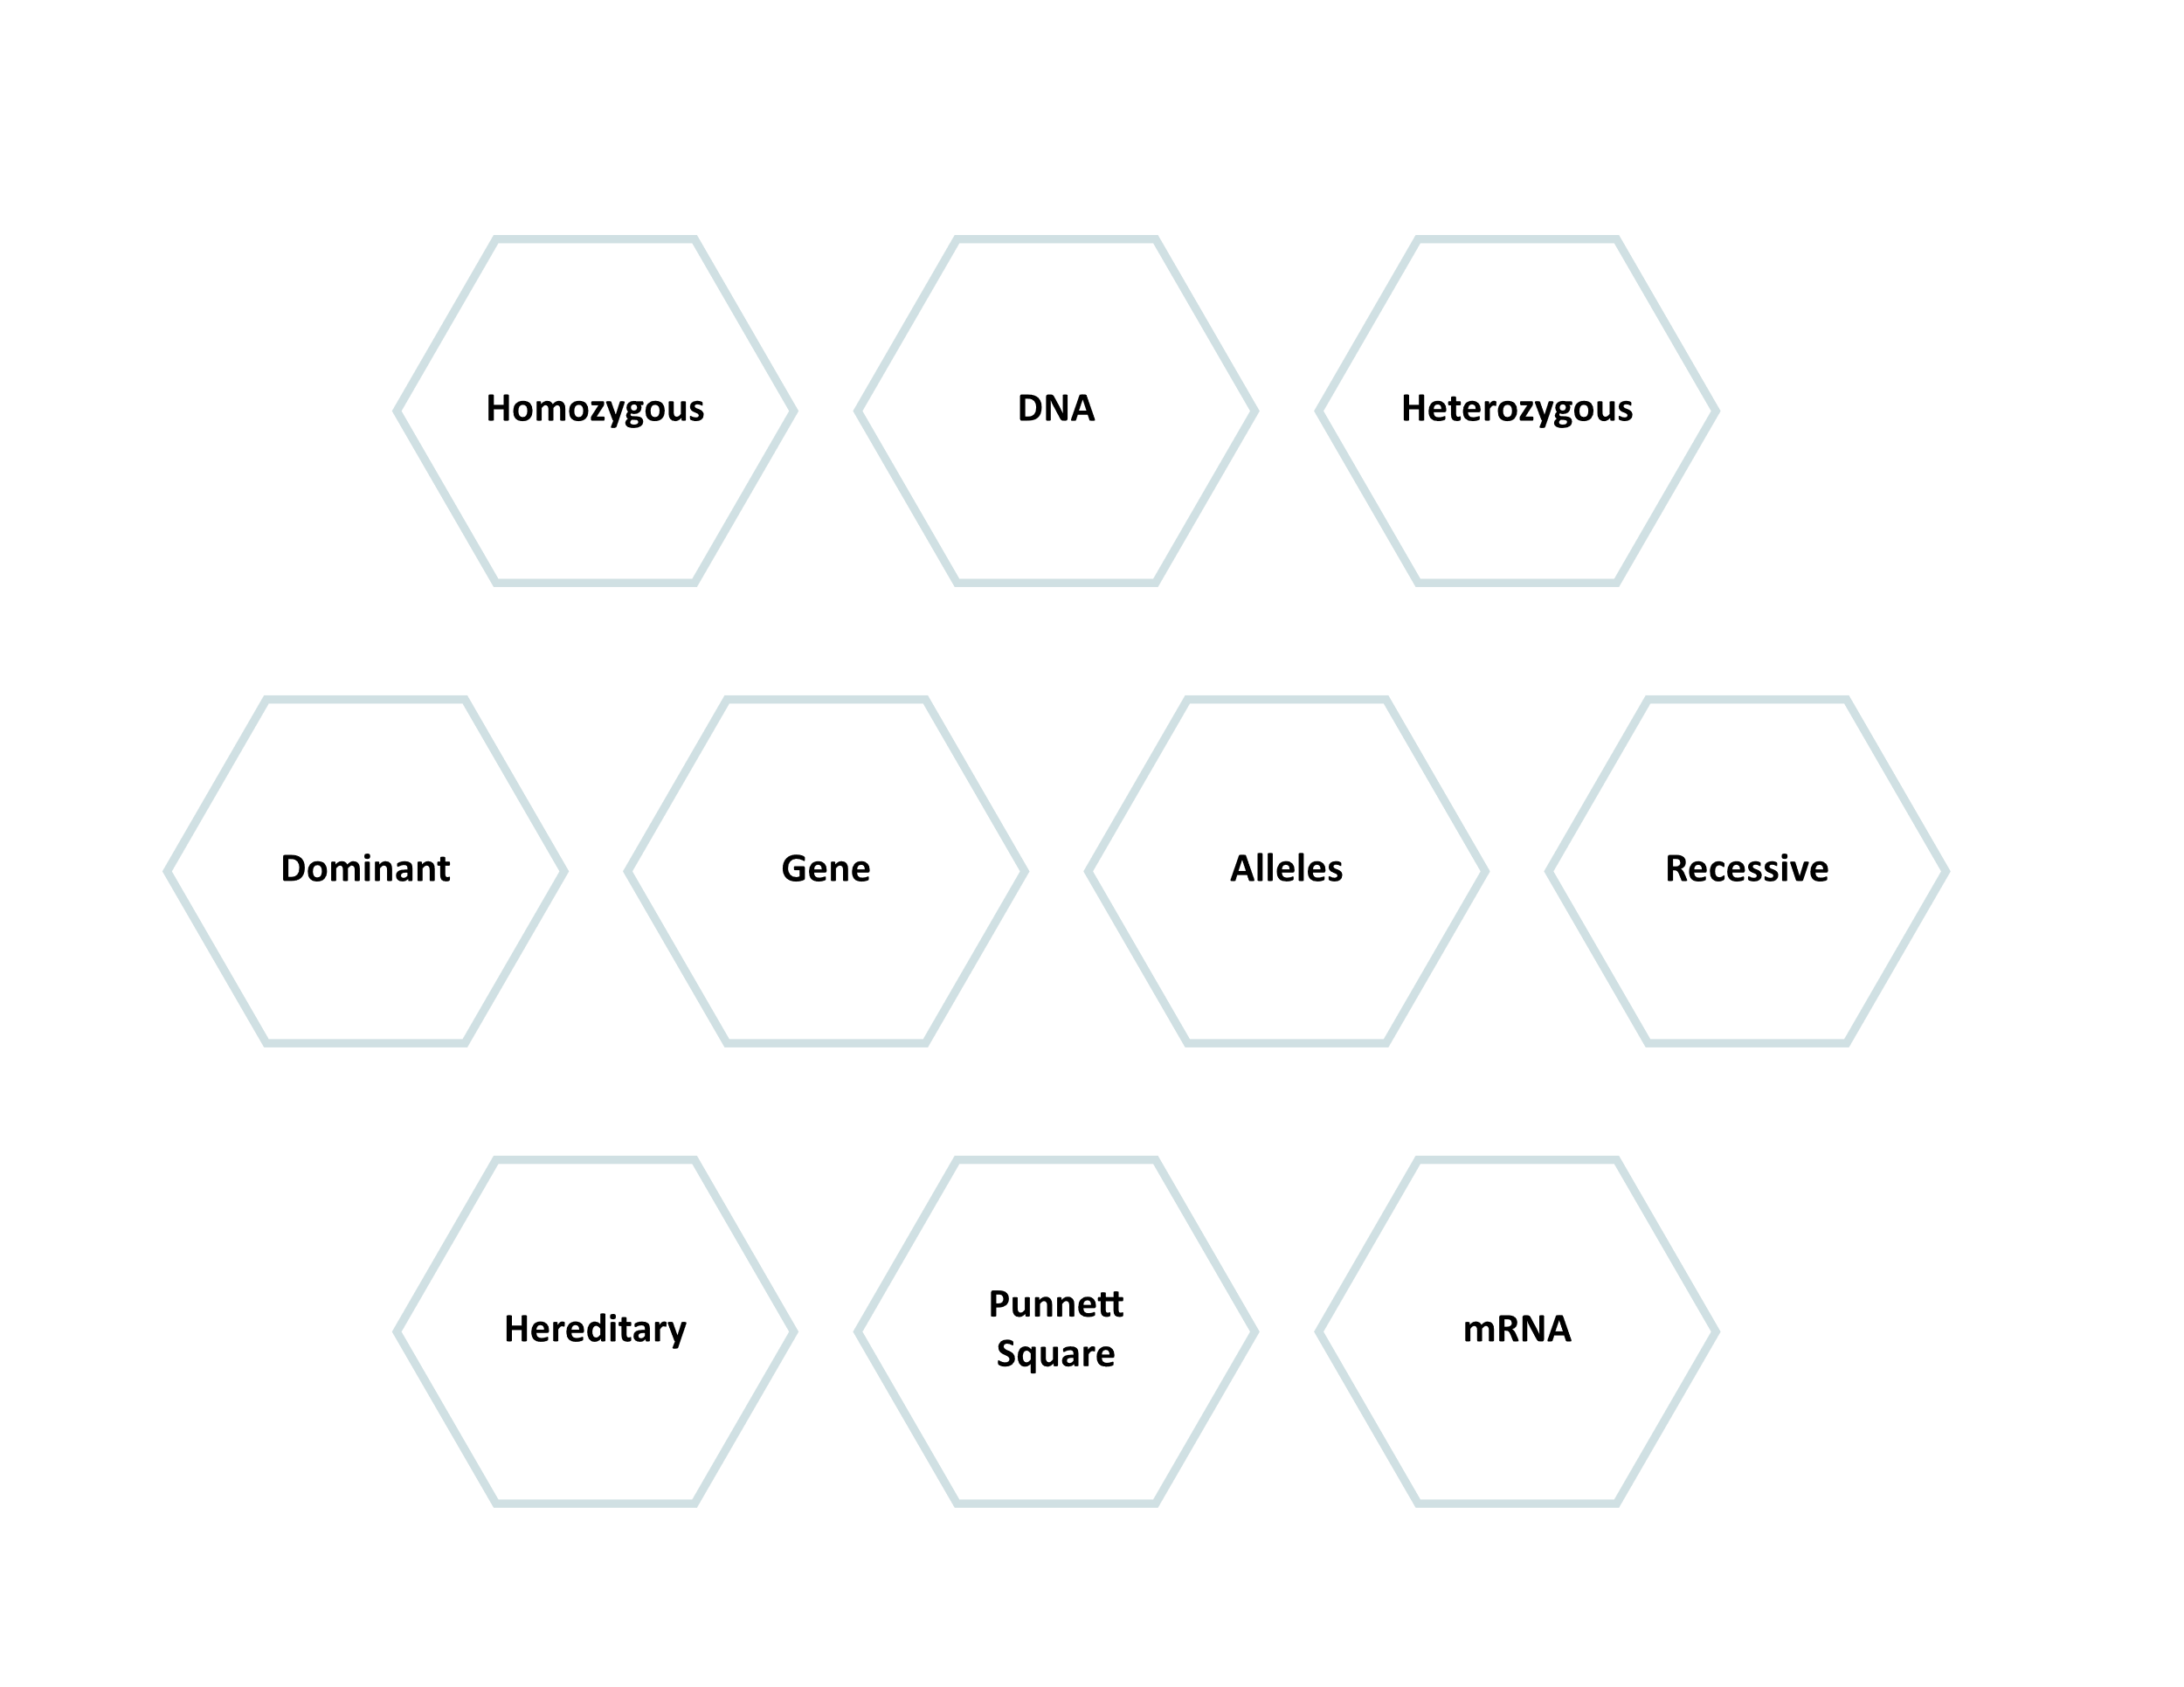 Homozygous
DNA
Heterozygous
Dominant
Gene
Alleles
Recessive
Hereditary
Punnett
Square
mRNA